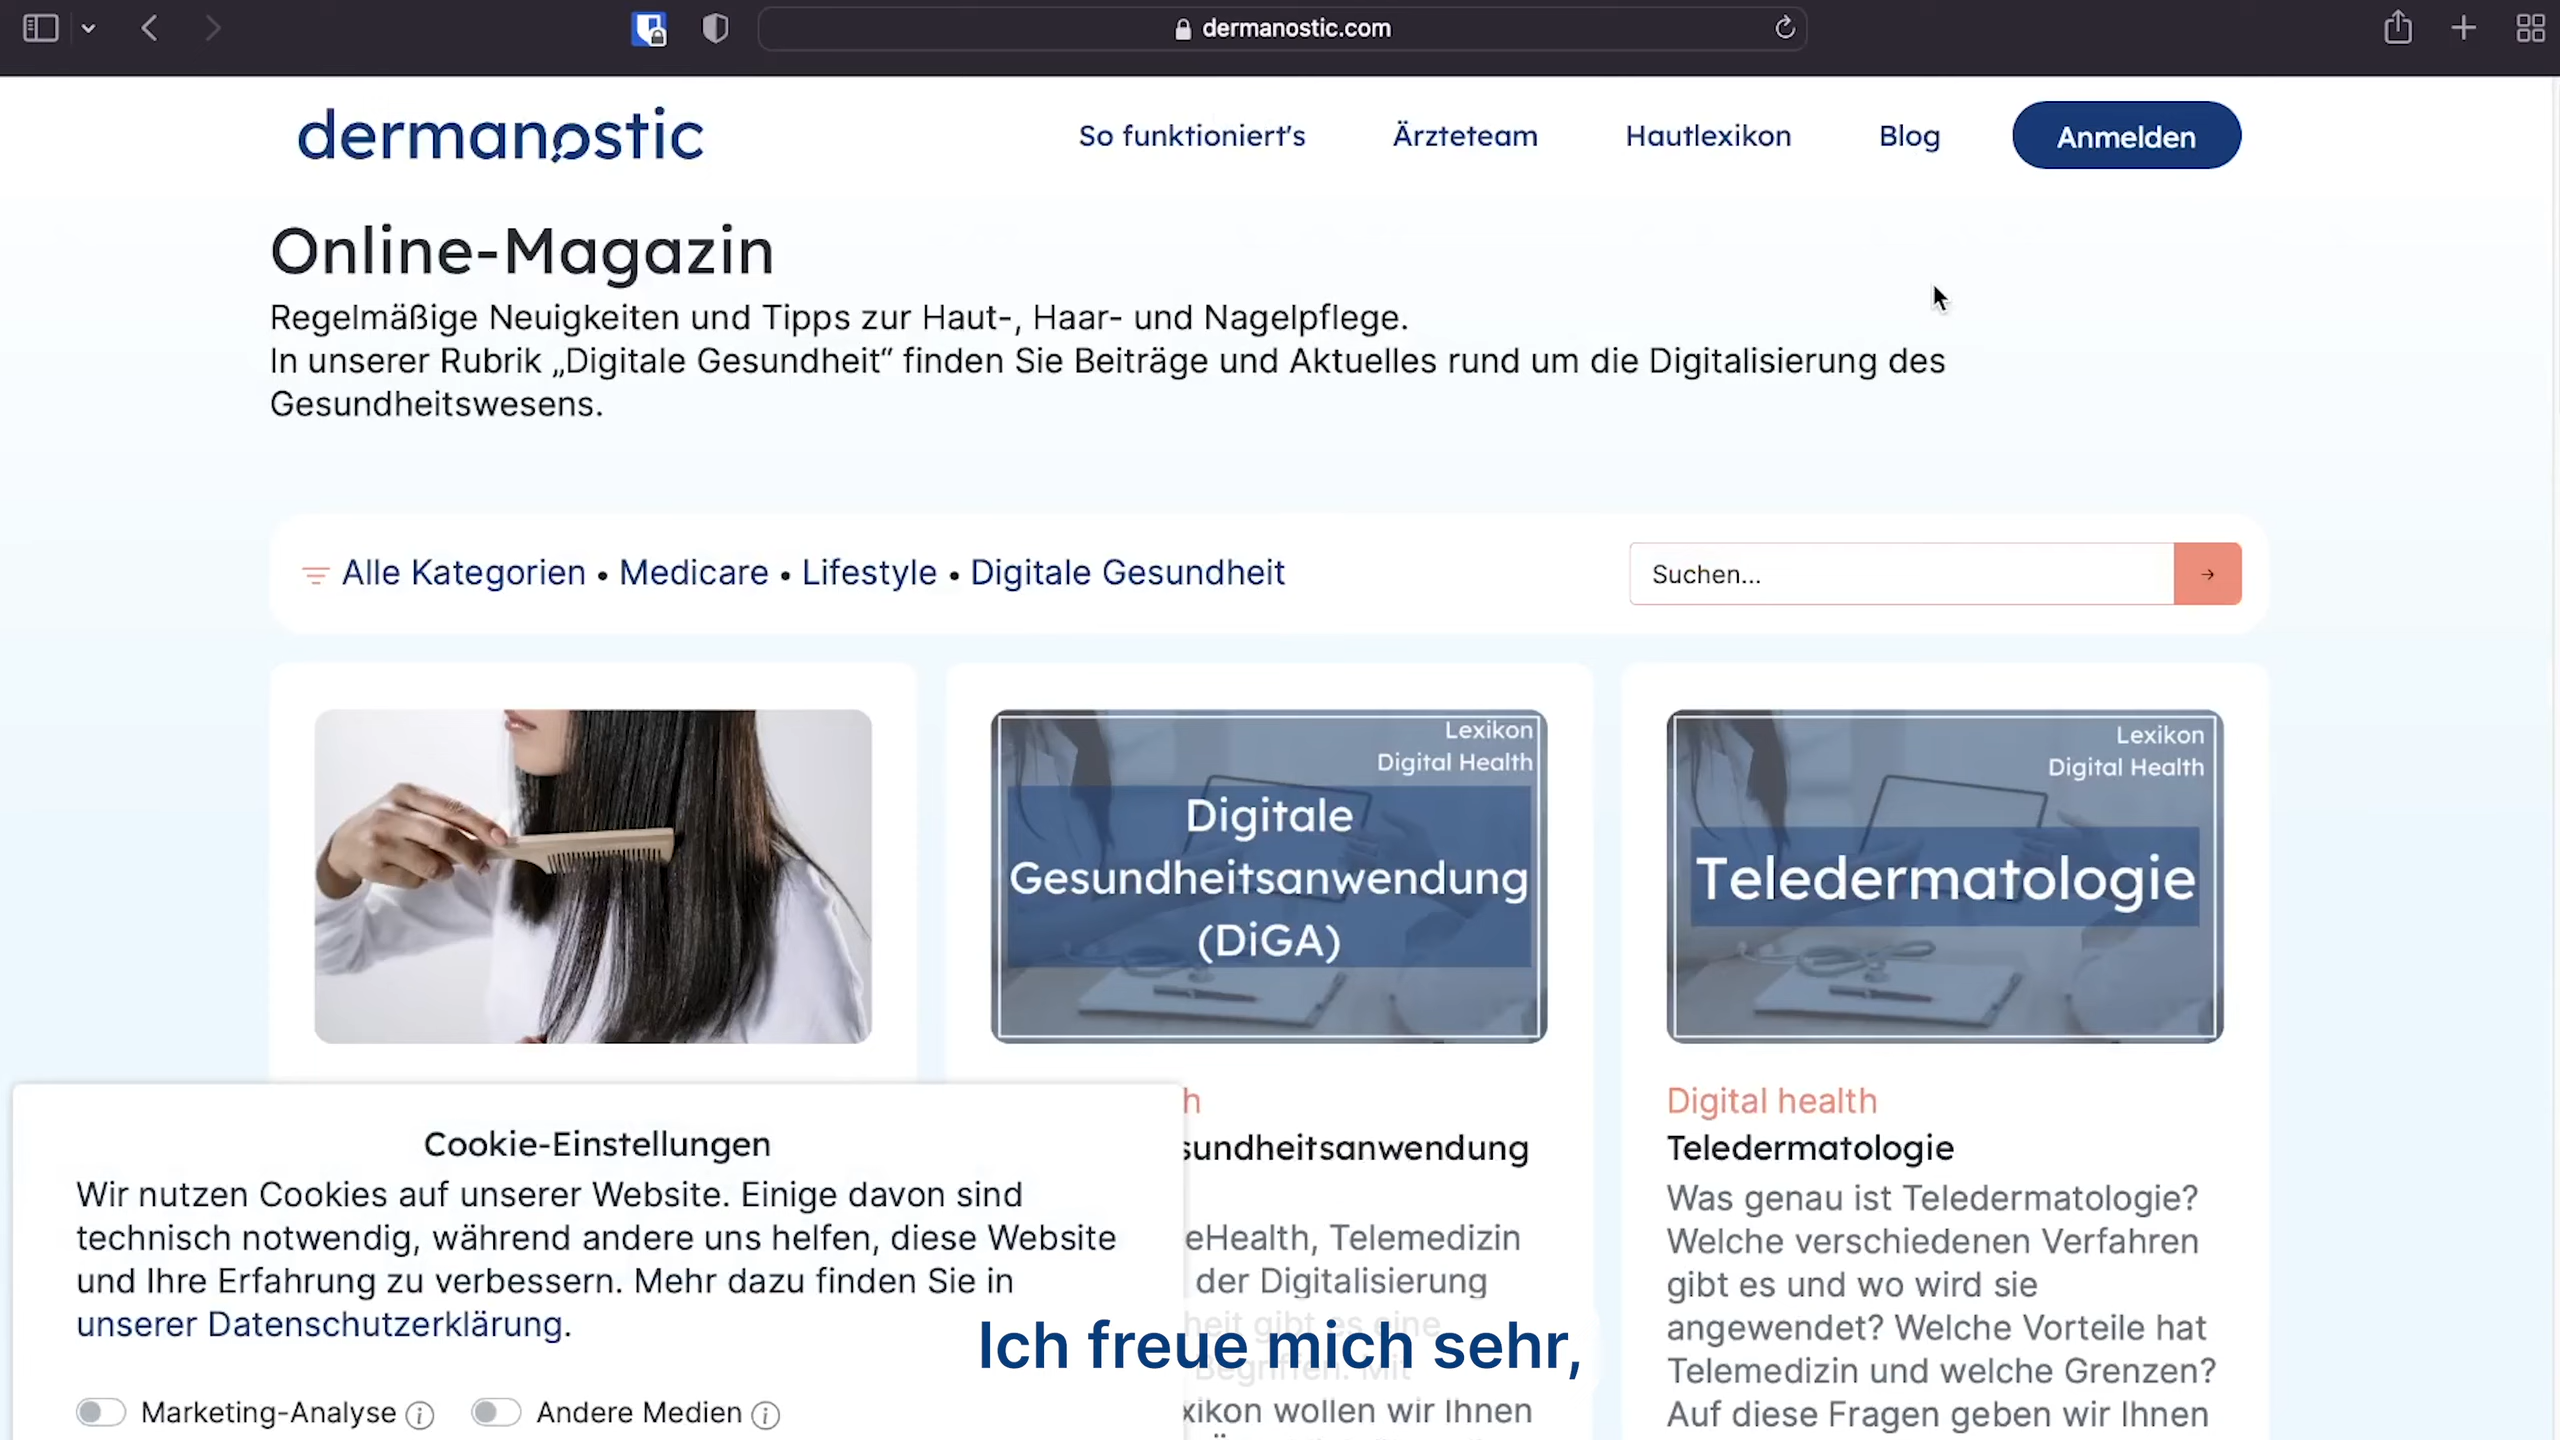 dermanostic.com
dermanostic
So funktioniert's
Ärzteteam
Hautlexikon
Blog
Anmelden
Online-Magazin
Regelmäßige Neuigkeiten und Tipps zur Haut-, Haar- und Nagelpflege.
In unserer Rubrik „Digitale Gesundheit“ finden Sie Beiträge und Aktuelles rund um die Digitalisierung des
Gesundheitswesens.
Alle Kategorien • Medicare • Lifestyle • Digitale Gesundheit
Suchen...
Lexikon
Digital Health
Digitale
Gesundheitsanwendung
(DiGA)
Lexikon
Digital Health
Teledermatologie
h
sundheitsanwendung
eHealth, Telemedizin
der Digitalisierung
heit gibt es eine
Begriffen. Mit
xikon wollen wir Ihnen
Digital health
Teledermatologie
Was genau ist Teledermatologie?
Welche verschiedenen Verfahren
gibt es und wo wird sie
angewendet? Welche Vorteile hat
Telemedizin und welche Grenzen?
Auf diese Fragen geben wir Ihnen
Cookie-Einstellungen
Wir nutzen Cookies auf unserer Website. Einige davon sind
technisch notwendig, während andere uns helfen, diese Website
und Ihre Erfahrung zu verbessern. Mehr dazu finden Sie in
unserer Datenschutzerklärung.
Marketing-Analyse
Andere Medien
Ich freue mich sehr,